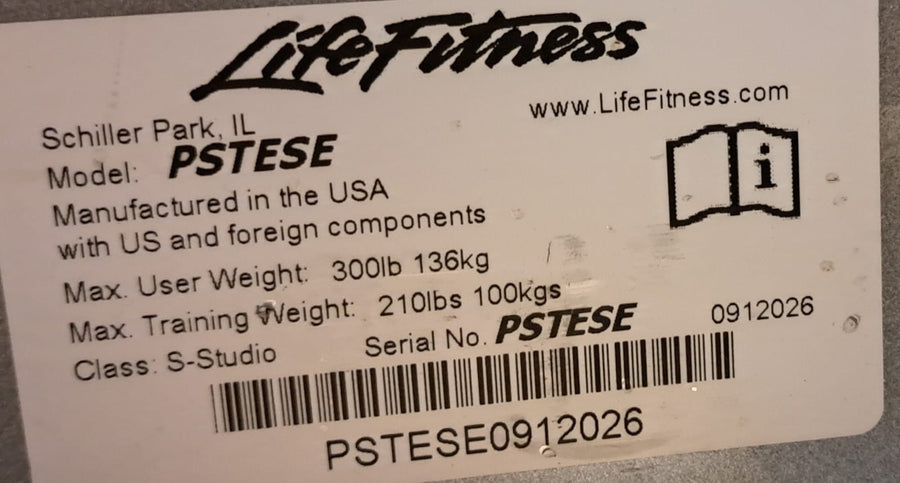 LifeFitness
www.LifeFitness.com
Schiller Park, IL
Model: PSTESE
i
Manufactured in the USA
with US and foreign components
Max. User Weight: 300lb 136kg
Max. Training Weight: 210lbs 100kgs
Class: S-Studio Serial No. PSTESE 0912026
PSTESE0912026